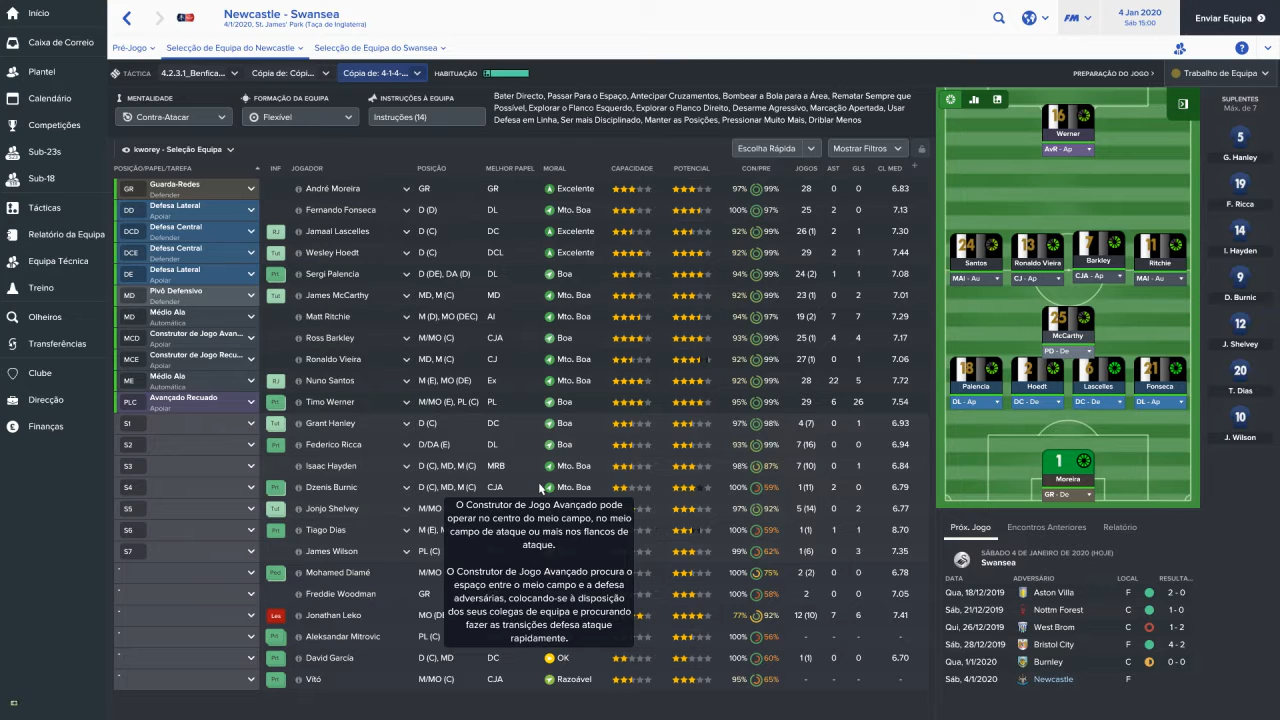 Início
Caixa de Correio
Plantel
Calendário
Competições
Sub-23s
Sub-18
Tácticas
Relatório da Equipa
Equipa Técnica
Treino
Olheiros
Transferências
Clube
Direcção
Finanças
Newcastle - Swansea
4/1/2020, St. James' Park (Taça de Inglaterra)
FM
4 Jan 2020
Sáb 15:00
Enviar Equipa
Pré-Jogo
Selecção de Equipa do Newcastle
Selecção de Equipa do Swansea
TÁCTICA
4.2.3.1_Benfica...
Cópia de: Cópi...
Cópia de: 4-1-4-...
HABITUAÇÃO
PREPARAÇÃO DO JOGO >
Trabalho de Equipa
MENTALIDADE
FORMAÇÃO DA EQUIPA
INSTRUÇÕES À EQUIPA
Contra-Atacar
Flexível
Instruções (14)
Bater Directo, Passar Para o Espaço, Antecipar Cruzamentos, Bombear a Bola para a Área, Rematar Sempre que
Possível, Explorar o Flanco Esquerdo, Explorar o Flanco Direito, Desarme Agressivo, Marcação Apertada, Usar
Defesa em Linha, Ser mais Disciplinado, Manter as Posições, Pressionar Muito Mais, Driblar Menos
kworey - Seleção Equipa
Escolha Rápida
Mostrar Filtros
POSIÇÃO/PAPEL/TAREFA INF JOGADOR POSIÇÃO MELHOR PAPEL MORAL CAPACIDADE POTENCIAL CON/PRE JOGOS AST GLS CL MED
GR Guarda-Redes Defender André Moreira GR GR Excelente 97% 99% 28 0 0 6.83
DD Defesa Lateral Apoiar Fernando Fonseca D (D) DL Mto. Boa 100% 97% 25 2 0 7.13
DCD Defesa Central Defender RJ Jamaal Lascelles D (C) DC Excelente 92% 99% 26 (1) 2 1 7.30
DCE Defesa Central Defender Tut Wesley Hoedt D (C) DCL Excelente 92% 99% 29 2 1 7.44
DE Defesa Lateral Apoiar Prt Sergi Palencia D (DE), DA (D) DL Boa 94% 99% 24 (2) 1 1 7.08
MD Pivô Defensivo Defender Tut James McCarthy MD, M (C) MD Mto. Boa 92% 99% 23 (1) 2 2 7.01
MD Médio Ala Automática Matt Ritchie M (D), MO (DEC) AI Mto. Boa 94% 97% 19 (2) 7 7 7.29
MCD Construtor de Jogo Avan... Apoiar Ross Barkley M/MO (C) CJA Boa 93% 99% 25 (1) 4 4 7.17
MCE Construtor de Jogo Recu... Apoiar Ronaldo Vieira MD, M (C) CJ Mto. Boa 92% 99% 27 (1) 1 0 7.06
ME Médio Ala Automática RJ Nuno Santos M (E), MO (DE) Ex Mto. Boa 92% 99% 28 22 5 7.72
PLC Avançado Recuado Apoiar Prt Timo Werner M/MO (E), PL (C) PL Boa 92% 99% 29 6 26 7.54
S1 Tut Grant Hanley D (C) DC Boa 97% 98% 4 (7) 0 1 6.93
S2 Prt Federico Ricca D/DA (E) DL Boa 93% 99% 7 (16) 0 0 6.94
S3 Isaac Hayden D (C), MD, M (C) MRB Mto. Boa 98% 87% 7 (10) 0 1 6.84
S4 Prt Dzenis Burnic D (C), MD, M (C) CJA Mto. Boa 100% 59% 1 (11) 2 0 6.79
S5 Tut Jonjo Shelvey M/MO 97% 92% 5 (14) 0 2 6.77
S6 Prt Tiago Dias M (E), M 100% 59% 1 (1) 0 1 8.70
S7 James Wilson PL (C) 99% 62% 1 (6) 0 3 7.35
Ped Mohamed Diamé M/MO 100% 75% 2 (2) 0 0 6.78
Freddie Woodman GR 100% 58% 2 0 0 7.05
Les Jonathan Leko MO (D 77% 92% 12 (10) 7 6 7.41
Prt Aleksandar Mitrovic PL (C) 100% 56% - - - -
Prt David García D (C), MD DC OK 100% 60% 1 (1) 0 0 6.70
Prt Vitó M/MO (C) CJA Razoável 95% 65% - - - -
O Construtor de Jogo Avançado pode
operar no centro do meio campo, no meio
campo de ataque ou mais nos flancos de
ataque.
O Construtor de Jogo Avançado procura o
espaço entre o meio campo e a defesa
adversárias, colocando-se à disposição
dos seus colegas de equipa e procurando
fazer as transições defesa ataque
rapidamente.
16
Werner
AvR - Ap
24 13 7 11
Santos Ronaldo Vieira Barkley Ritchie
MAI - Au CJ - Ap CJA - Ap MAI - Au
25
McCarthy
PD - De
18 2 6 21
Palencia Hoedt Lascelles Fonseca
DL - Ap DC - De DC - De DL - Ap
1
Moreira
GR - De
SUPLENTES
Máx. de 7
5
G. Hanley
19
F. Ricca
14
I. Hayden
9
D. Burnic
12
J. Shelvey
20
T. Dias
10
J. Wilson
Próx. Jogo Encontros Anteriores Relatório
SÁBADO 4 DE JANEIRO DE 2020 (HOJE)
Swansea
DATA ADVERSÁRIO LOCAL RESULTA...
Qua, 18/12/2019 Aston Villa F 2 - 0
Sáb, 21/12/2019 Nottm Forest C 1 - 0
Qui, 26/12/2019 West Brom C 1 - 2
Sáb, 28/12/2019 Bristol City F 4 - 2
Qua, 1/1/2020 Burnley C 0 - 0
Sáb, 4/1/2020 Newcastle F